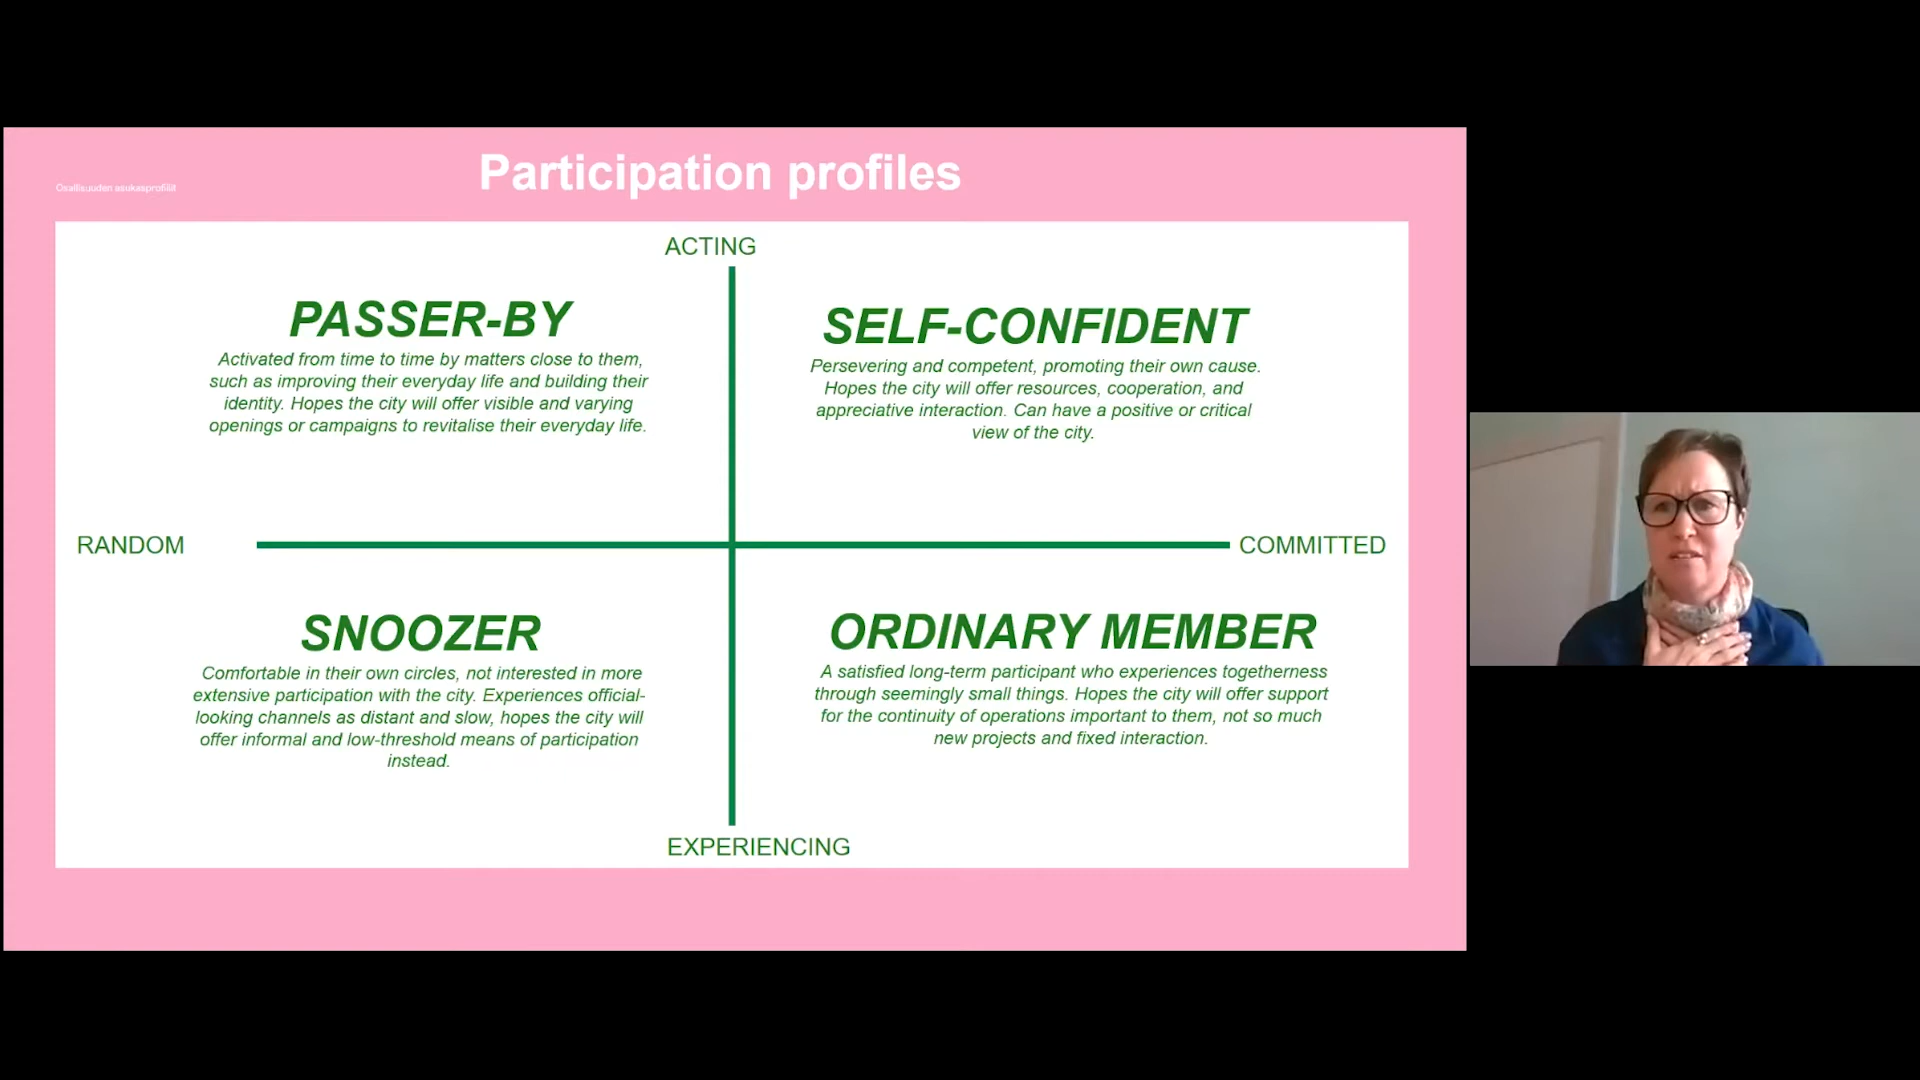 Participation profiles
Osallisuuden asukasprofiilit
ACTING
PASSER-BY
Activated from time to time by matters close to them,
such as improving their everyday life and building their
identity. Hopes the city will offer visible and varying
openings or campaigns to revitalise their everyday life.
SELF-CONFIDENT
Persevering and competent, promoting their own cause.
Hopes the city will offer resources, cooperation, and
appreciative interaction. Can have a positive or critical
view of the city.
RANDOM
COMMITTED
SNOOZER
Comfortable in their own circles, not interested in more
extensive participation with the city. Experiences official-
looking channels as distant and slow, hopes the city will
offer informal and low-threshold means of participation
instead.
ORDINARY MEMBER
A satisfied long-term participant who experiences togetherness
through seemingly small things. Hopes the city will offer support
for the continuity of operations important to them, not so much
new projects and fixed interaction.
EXPERIENCING